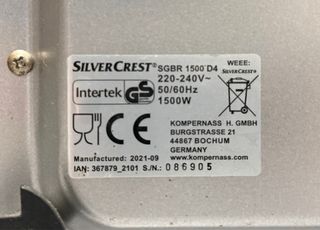 SILVERCREST® SGBR 1500 D4
WEEE:
SILVERCREST®
220-240V~
50/60Hz
1500W
Intertek GS
CE
KOMPERNASS H. GMBH
BURGSTRASSE 21
44867 BOCHUM
GERMANY
www.kompernass.com
Manufactured: 2021-09
IAN: 367879_2101 S./N.: 086905